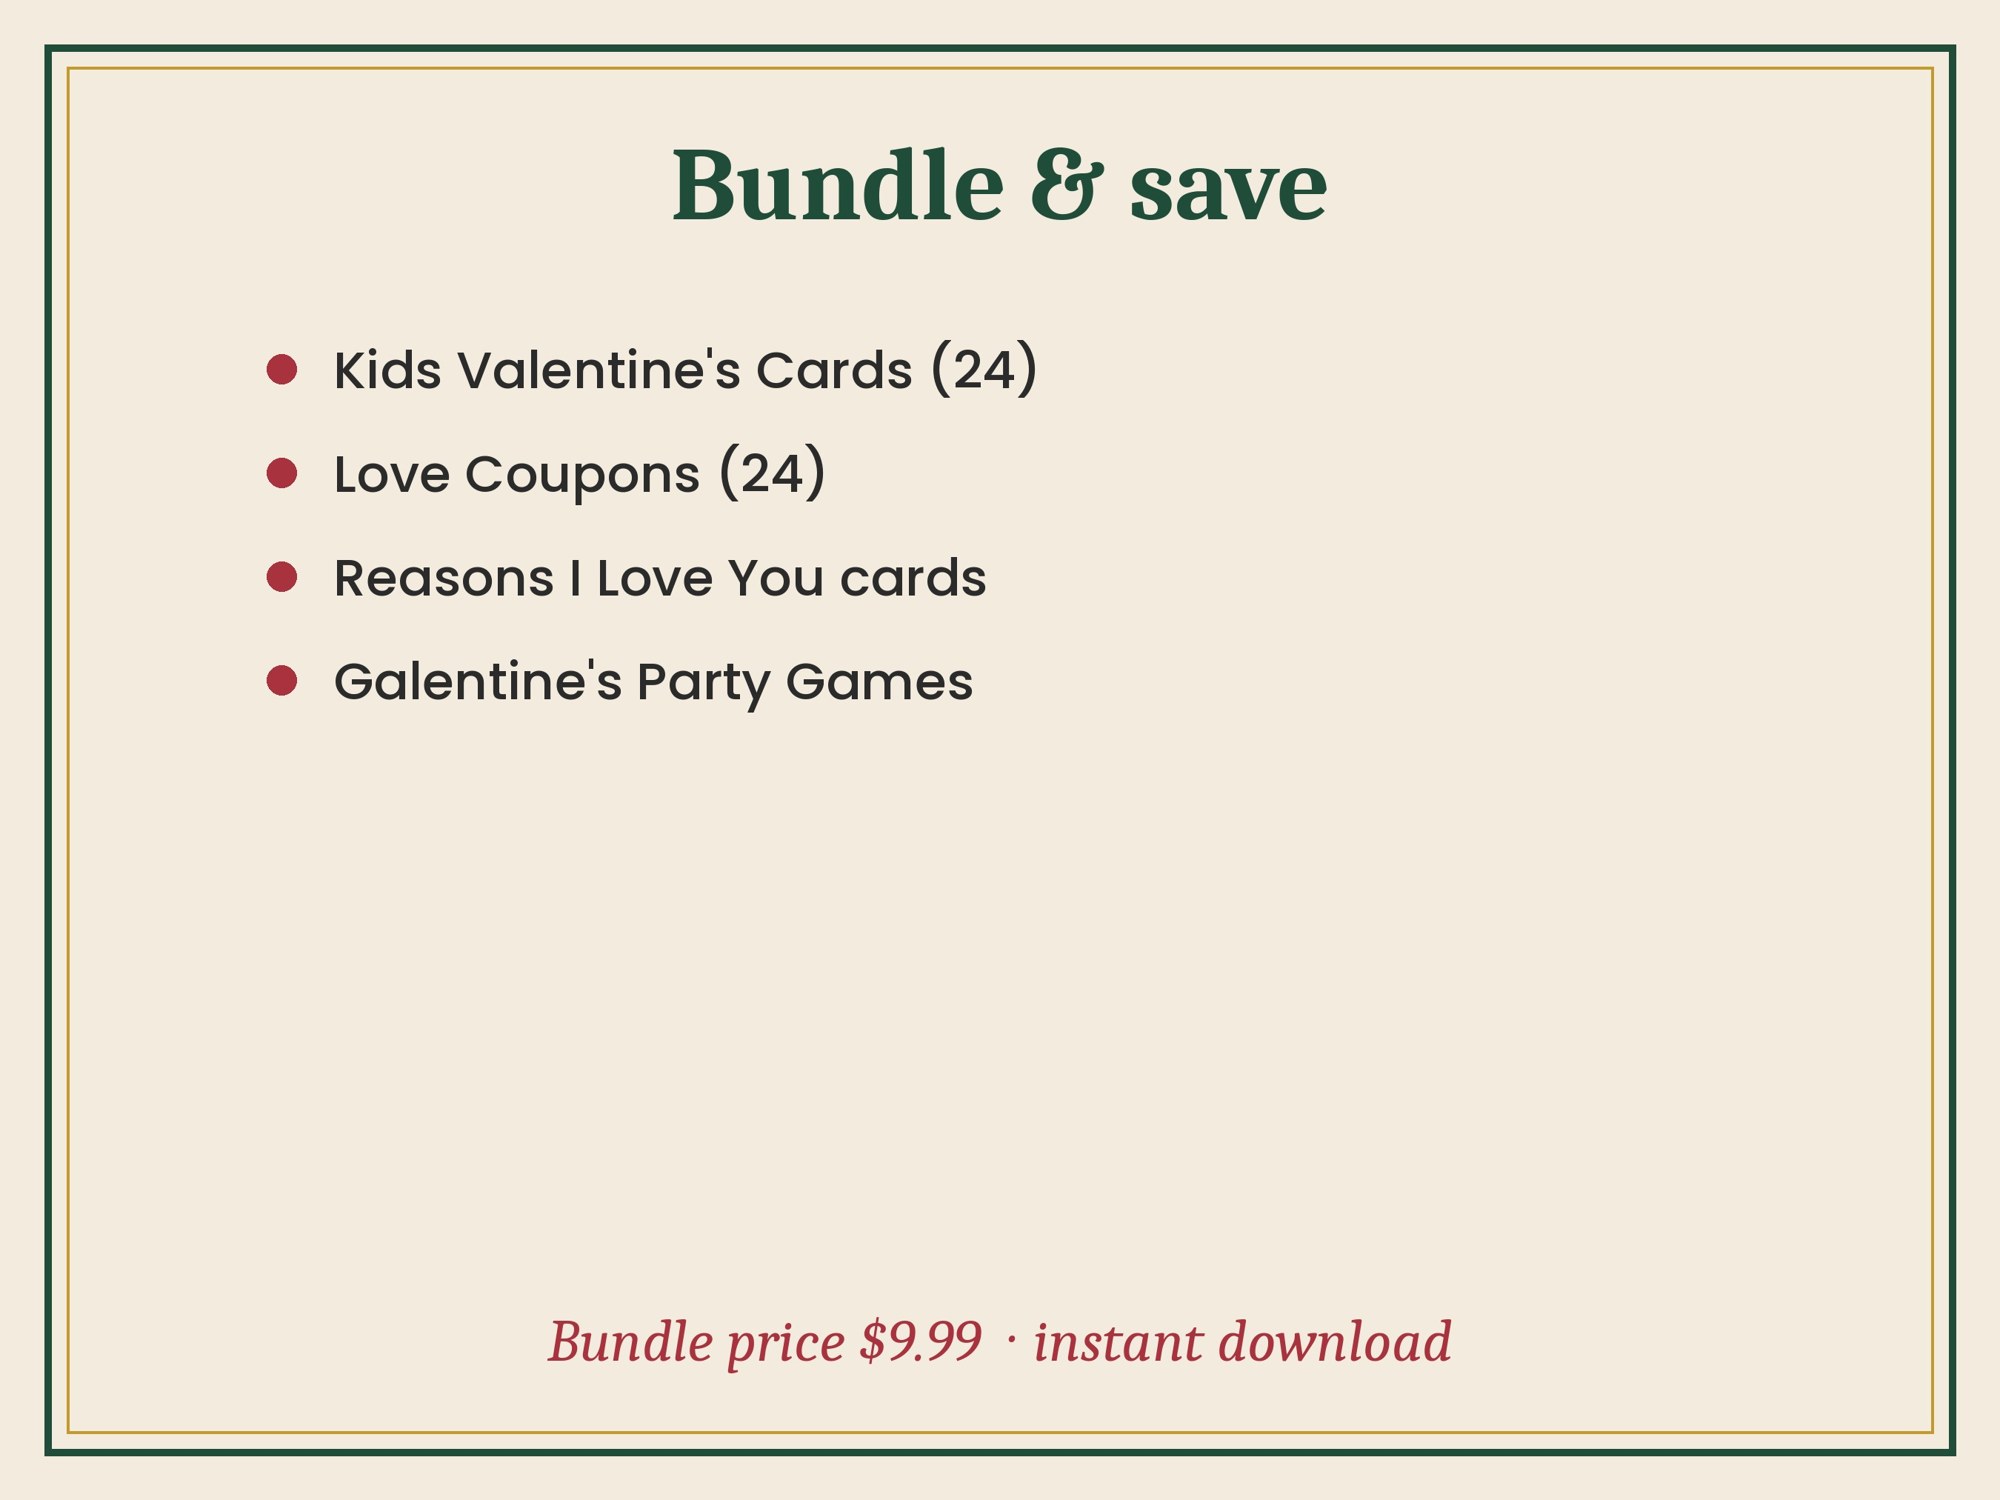 Bundle & save
Kids Valentine's Cards (24)
Love Coupons (24)
Reasons I Love You cards
Galentine's Party Games
Bundle price $9.99 · instant download